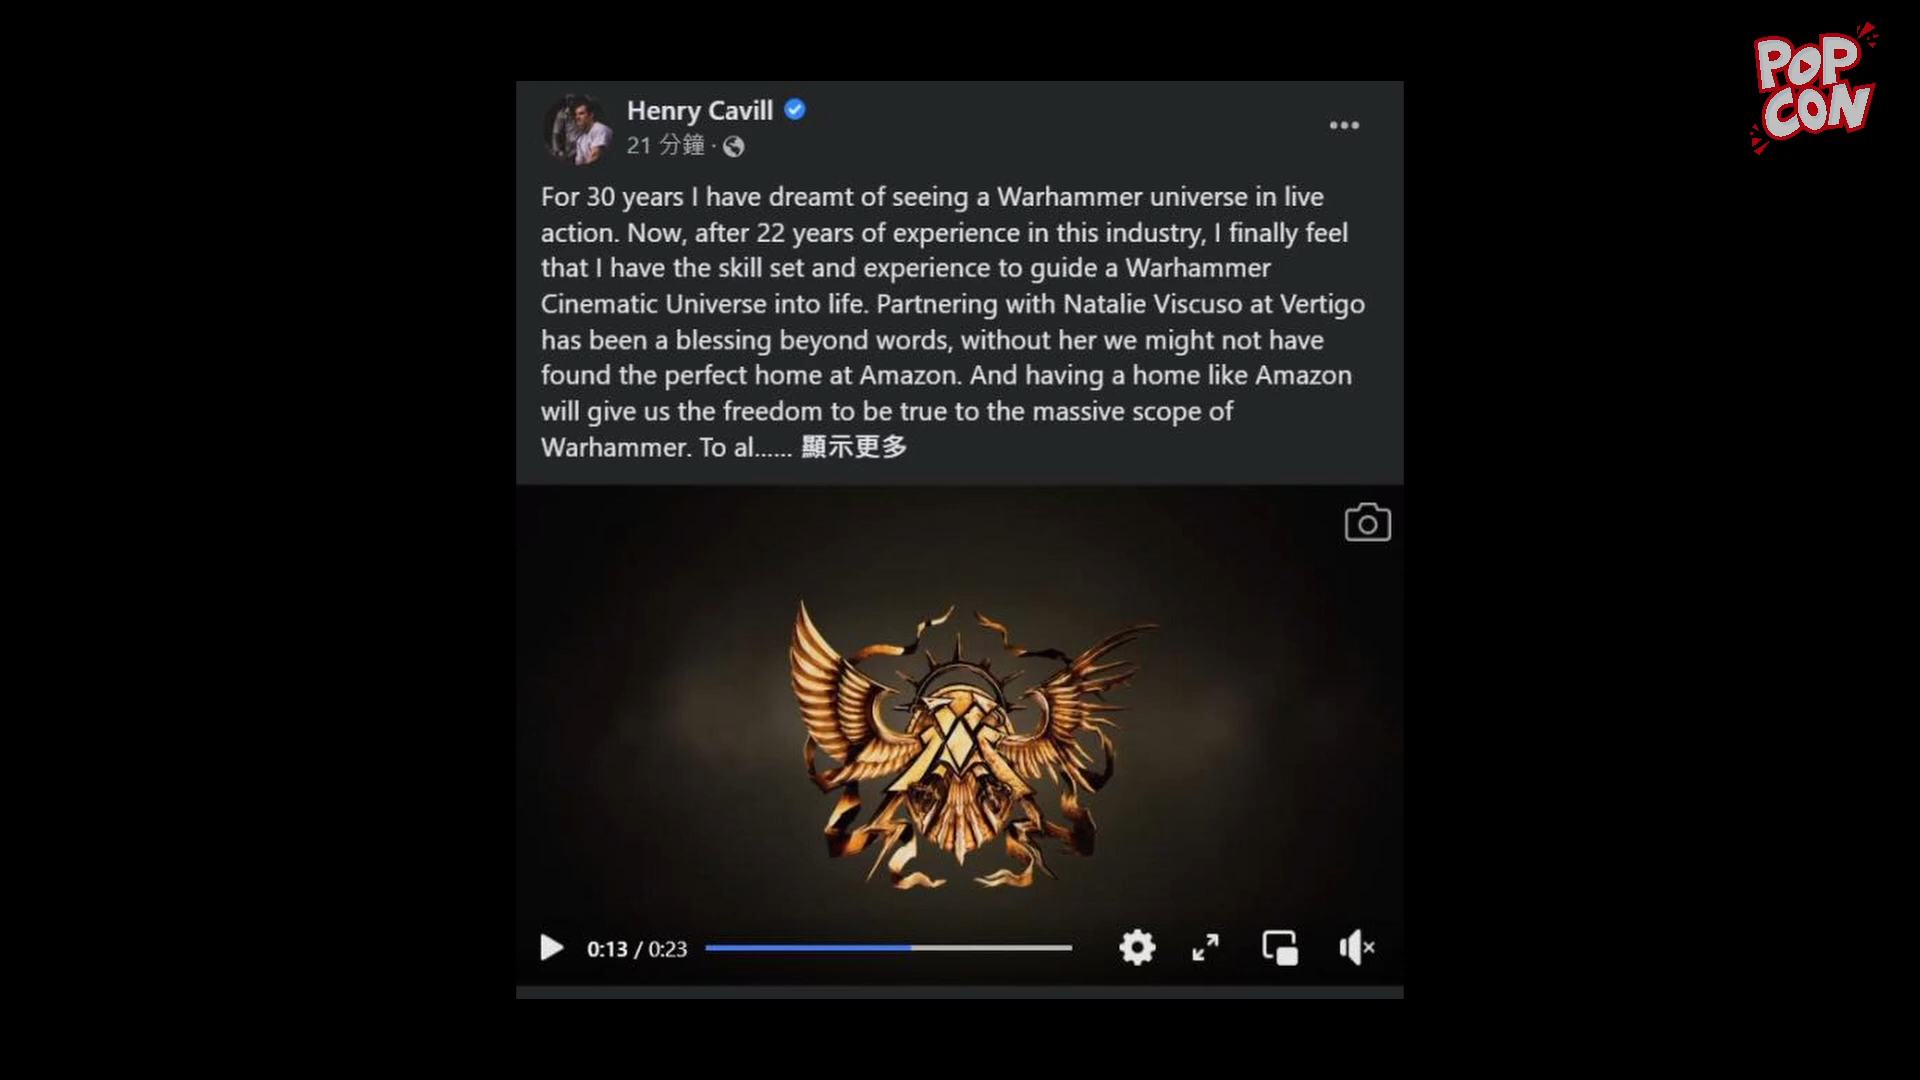 POP
CON
Henry Cavill
21 分鐘 ·
For 30 years I have dreamt of seeing a Warhammer universe in live
action. Now, after 22 years of experience in this industry, I finally feel
that I have the skill set and experience to guide a Warhammer
Cinematic Universe into life. Partnering with Natalie Viscuso at Vertigo
has been a blessing beyond words, without her we might not have
found the perfect home at Amazon. And having a home like Amazon
will give us the freedom to be true to the massive scope of
Warhammer. To al...... 顯示更多
0:13 / 0:23